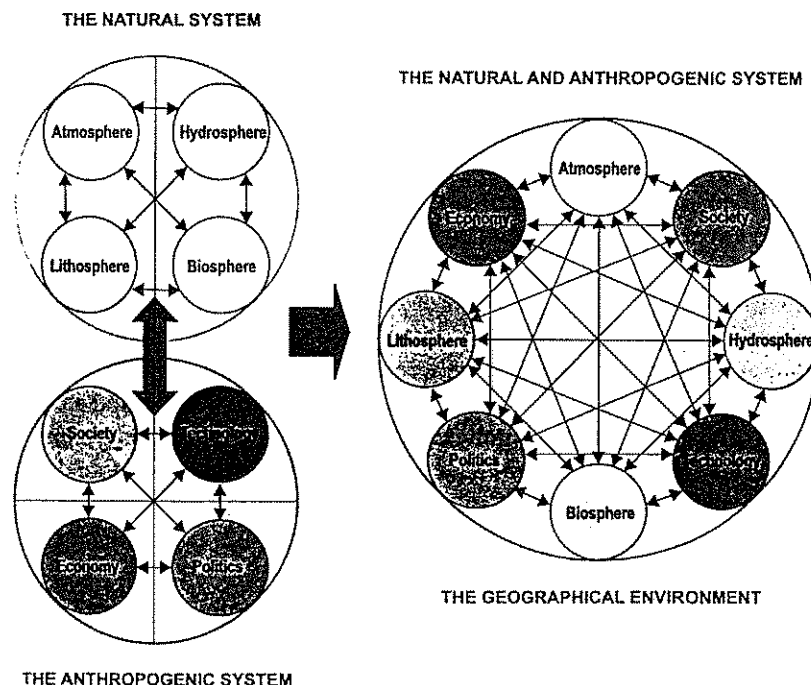 THE NATURAL SYSTEM
Atmosphere
Hydrosphere
Lithosphere
Biosphere
Society
Technology
Economy
Politics
THE ANTHROPOGENIC SYSTEM
THE NATURAL AND ANTHROPOGENIC SYSTEM
Atmosphere
Economy
Society
Lithosphere
Hydrosphere
Politics
Technology
Biosphere
THE GEOGRAPHICAL ENVIRONMENT